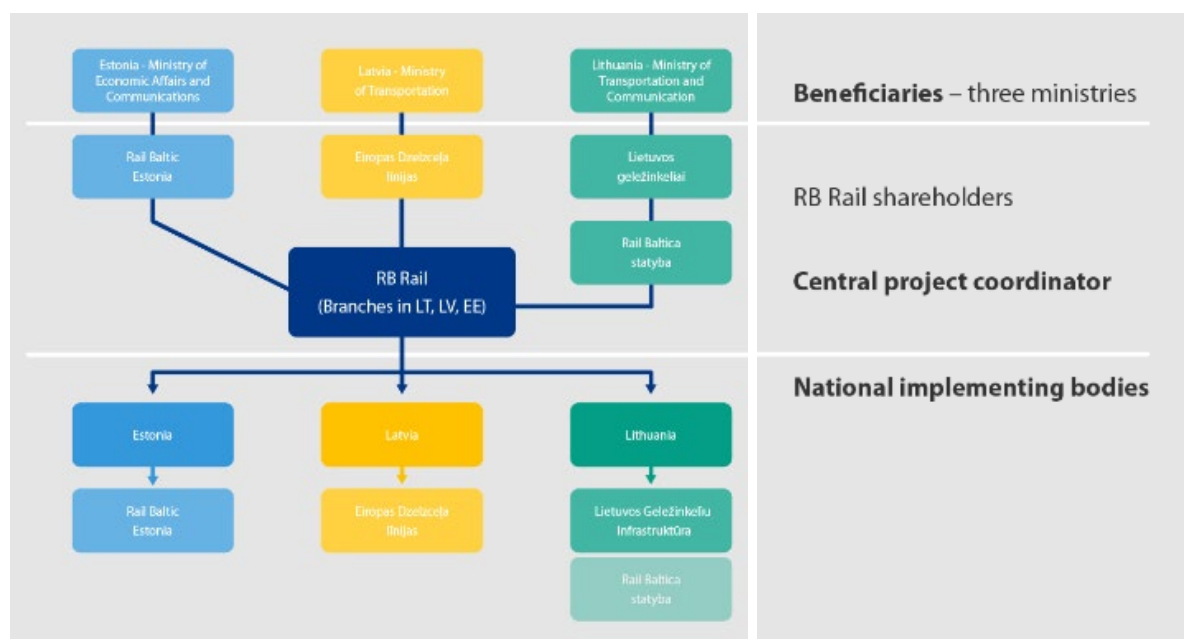 Estonia - Ministry of
Economic Affairs and
Communications
Latvia - Ministry
of Transportation
Lithuania - Ministry of
Transportation and
Communication
Beneficiaries – three ministries
Rail Baltic
Estonia
Eiropas Dzelzceļa
līnijas
Lietuvos
geležinkeliai
RB Rail shareholders
Rail Baltica
statyba
RB Rail
(Branches in LT, LV, EE)
Central project coordinator
National implementing bodies
Estonia
Latvia
Lithuania
Rail Baltic
Estonia
Eiropas Dzelzceļa
līnijas
Lietuvos Geležinkeliu
Infrastruktūra
Rail Baltica
statyba